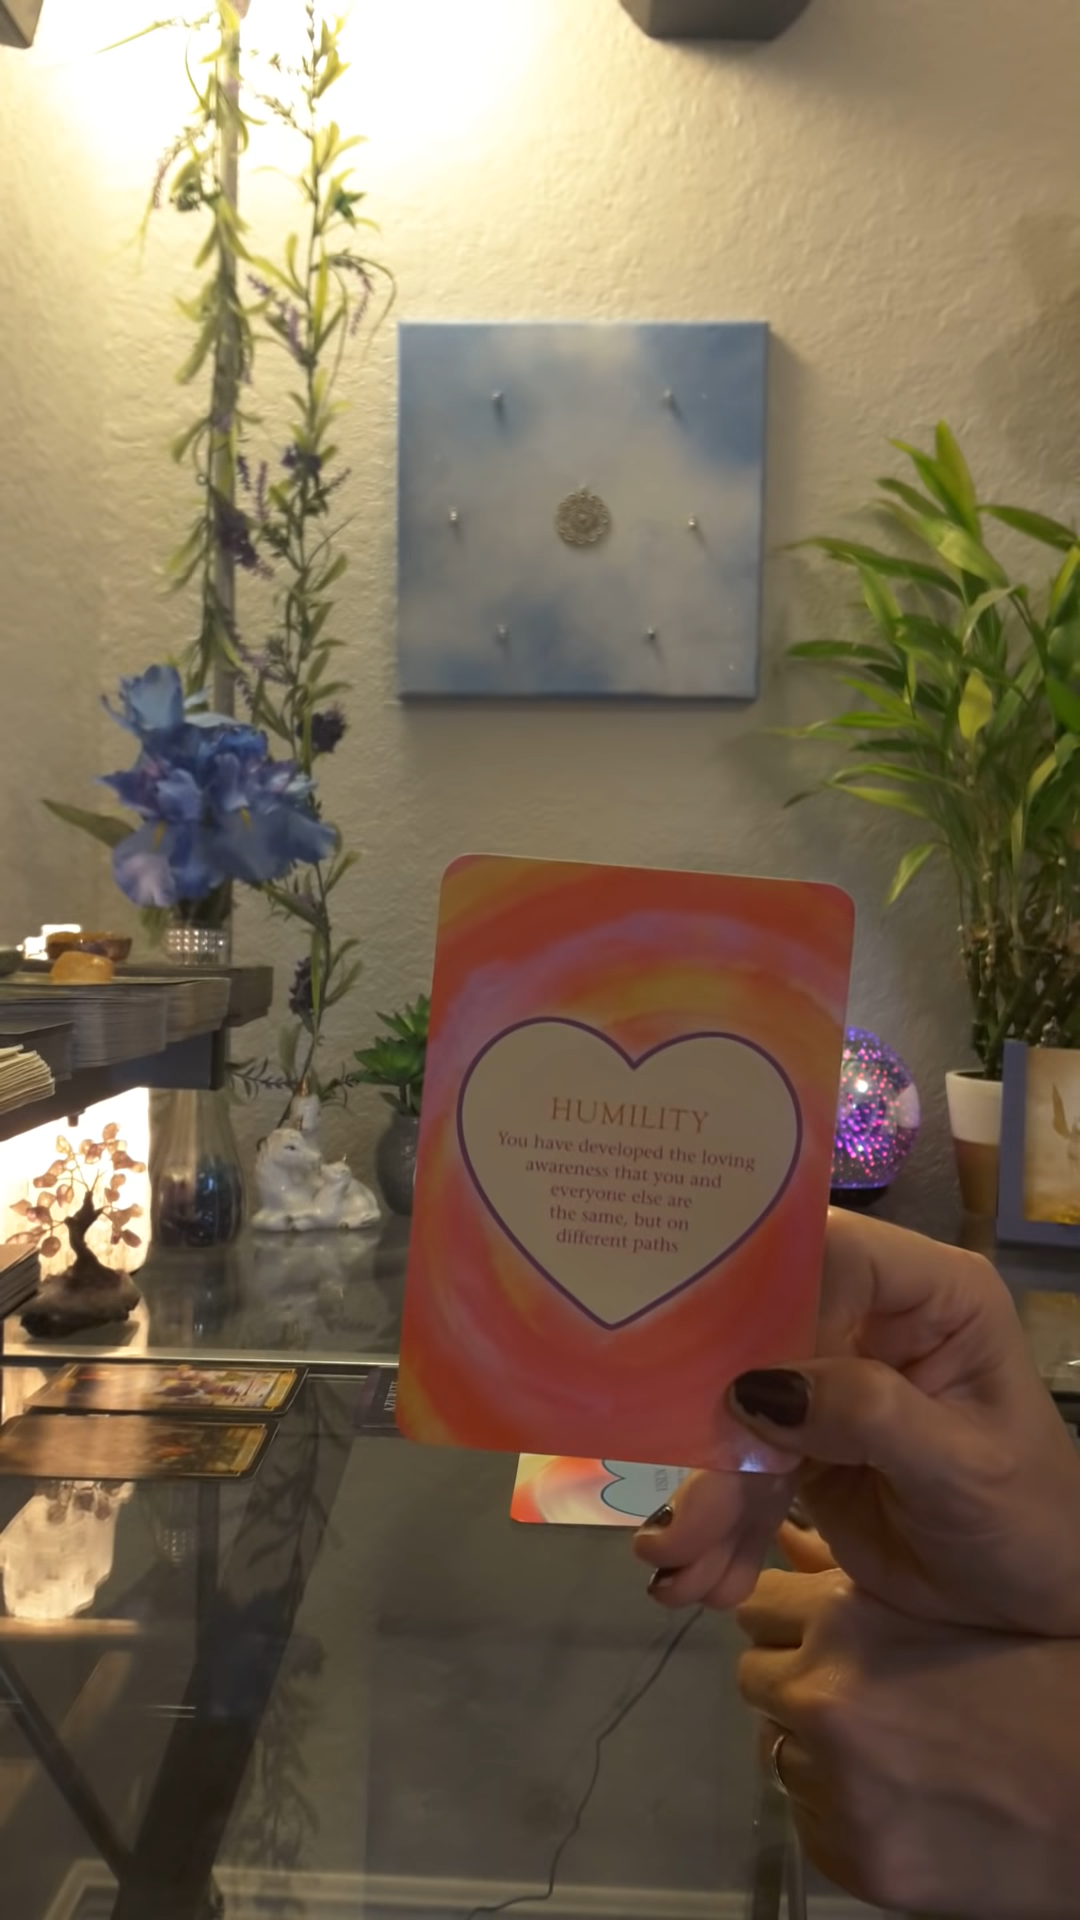 HUMILITY
You have developed the loving
awareness that you and
everyone else are
the same, but on
different paths